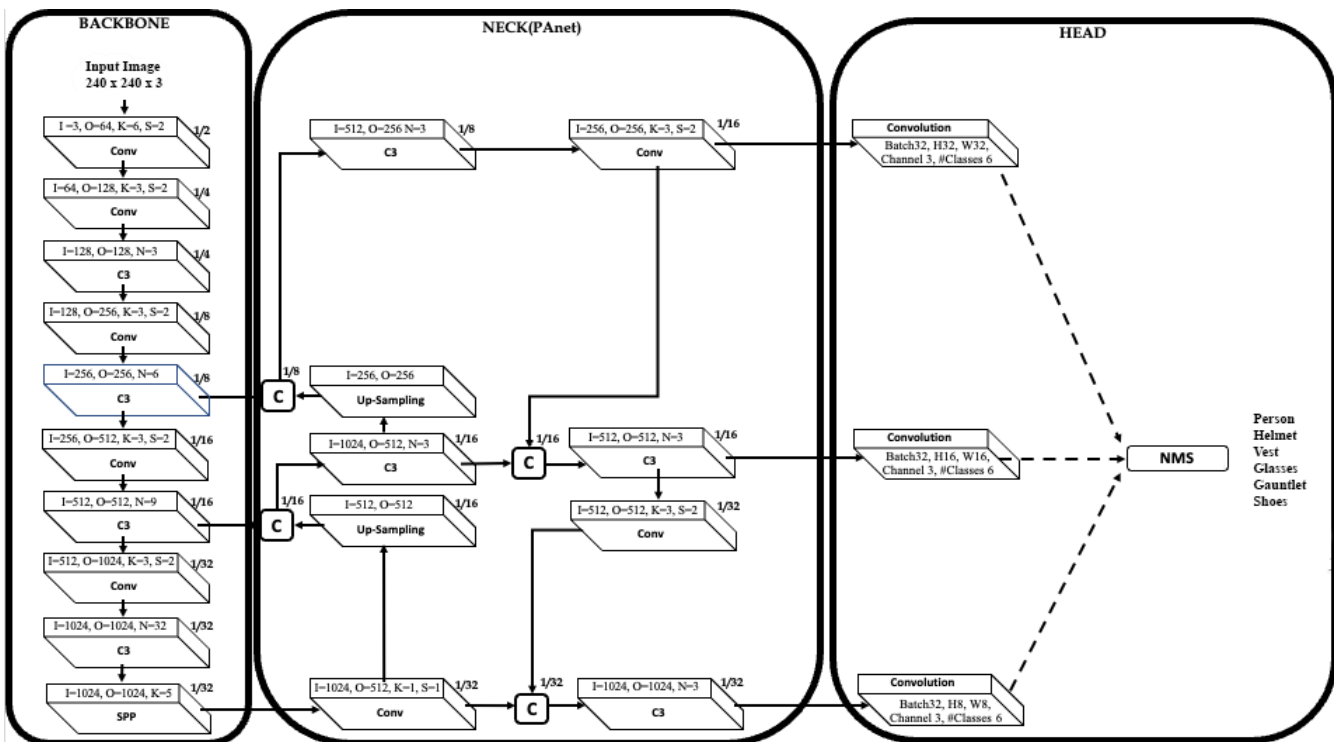 BACKBONE
Input Image
240 x 240 x 3
I =3, O=64, K=6, S=2
1/2
Conv
I=64, O=128, K=3, S=2
1/4
Conv
I=128, O=128, N=3
1/4
C3
I=128, O=256, K=3, S=2
1/8
Conv
I=256, O=256, N=6
1/8
C3
I=256, O=512, K=3, S=2
1/16
Conv
I=512, O=512, N=9
1/16
C3
I=512, O=1024, K=3, S=2
1/32
Conv
I=1024, O=1024, N=32
1/32
C3
I=1024, O=1024, K=5
1/32
SPP
NECK(PAnet)
I=512, O=256 N=3
1/8
C3
I=256, O=256, K=3, S=2
1/16
Conv
1/8
C
I=256, O=256
Up-Sampling
I=1024, O=512, N=3
1/16
C3
1/16
C
I=512, O=512, N=3
1/16
C3
1/16
C
I=512, O=512
1/16
Up-Sampling
I=512, O=512, K=3, S=2
1/32
Conv
I=1024, O=512, K=1, S=1
1/32
Conv
1/32
C
I=1024, O=1024, N=3
1/32
C3
HEAD
Convolution
Batch32, H32, W32,
Channel 3, #Classes 6
Convolution
Batch32, H16, W16,
Channel 3, #Classes 6
Convolution
Batch32, H8, W8,
Channel 3, #Classes 6
NMS
Person
Helmet
Vest
Glasses
Gauntlet
Shoes